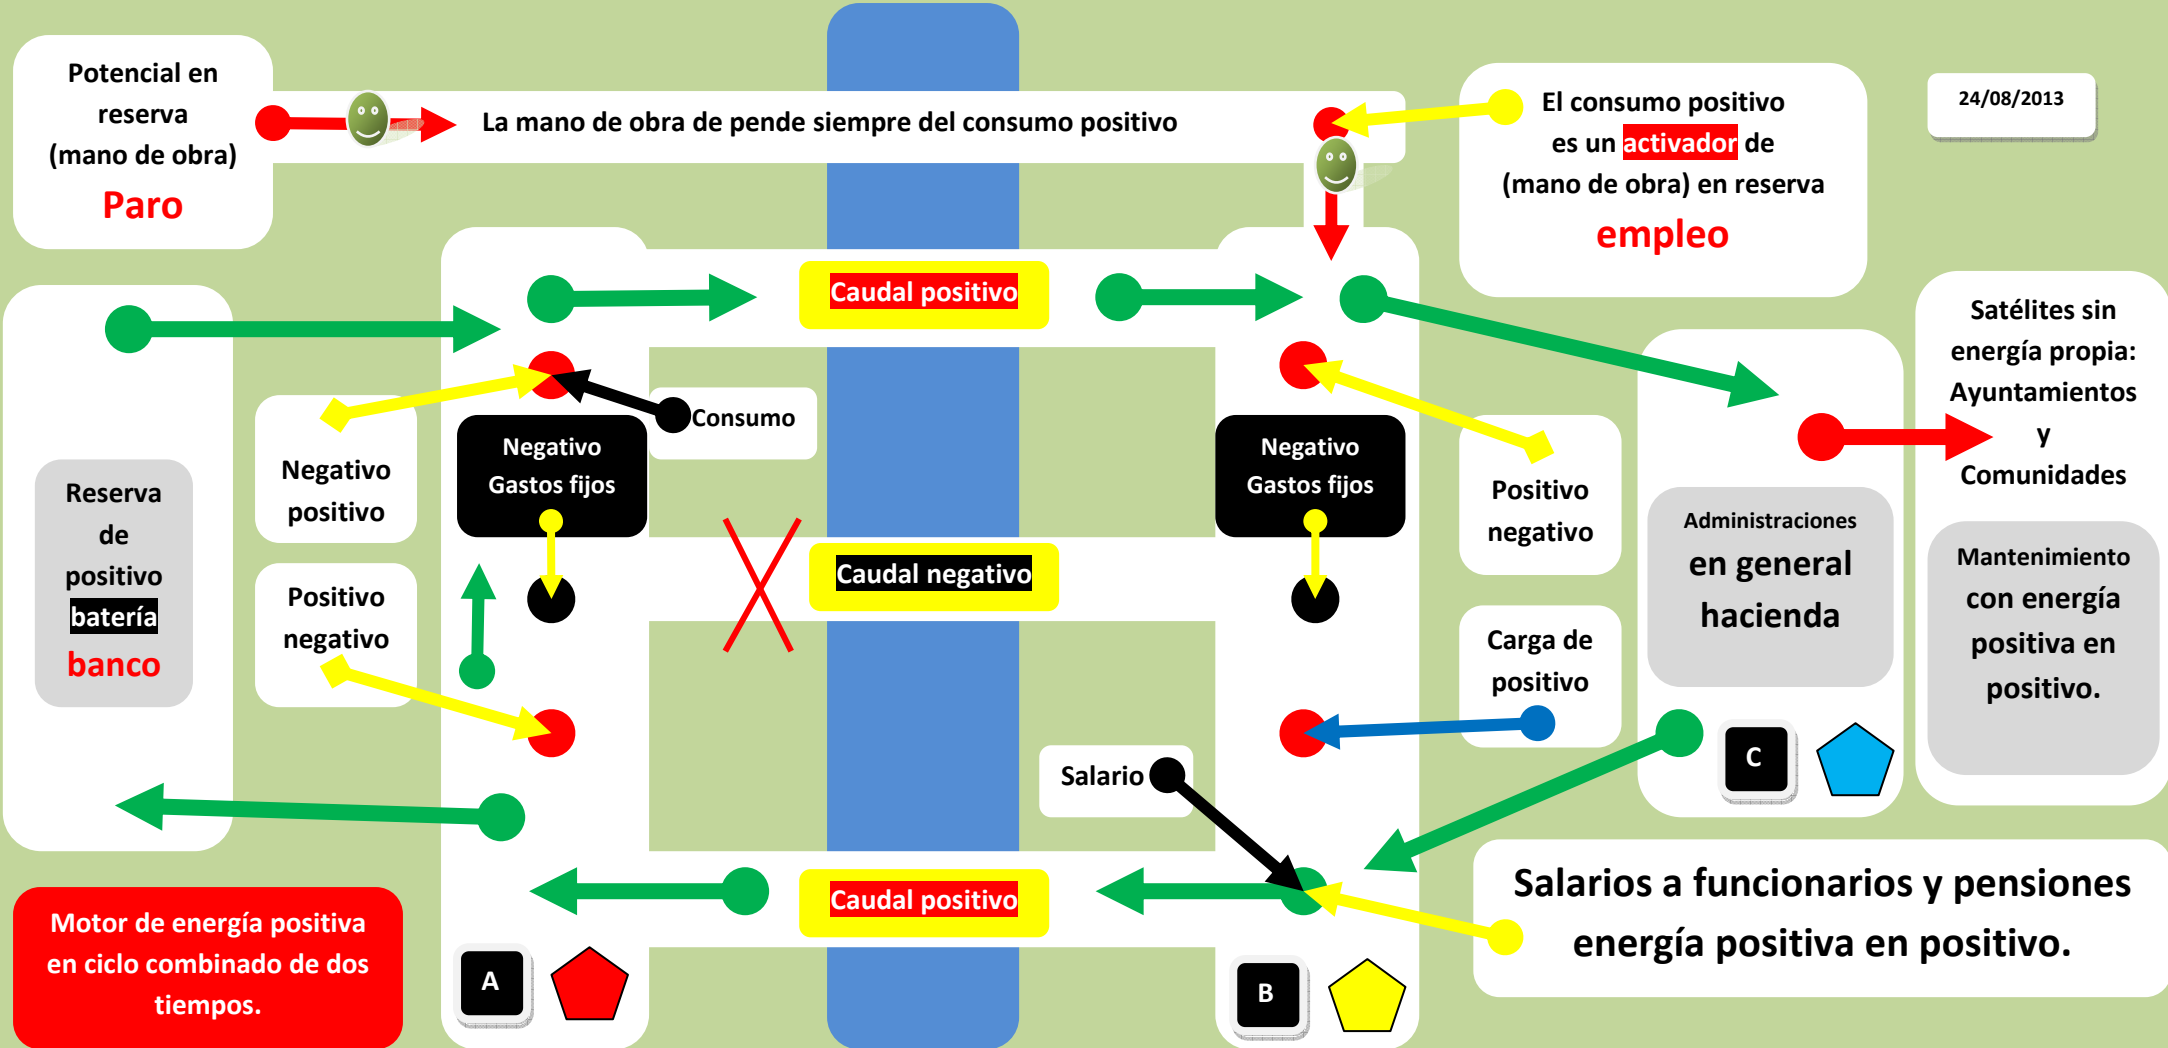 Potencial en
reserva
(mano de obra)
Paro
La mano de obra de pende siempre del consumo positivo
El consumo positivo
es un activador de
(mano de obra) en reserva
empleo
24/08/2013
Caudal positivo
Satélites sin
energía propia:
Ayuntamientos
y
Comunidades
Consumo
Negativo
Gastos fijos
Negativo
Gastos fijos
Negativo
positivo
Positivo
negativo
Reserva
de
positivo
batería
banco
Positivo
negativo
Caudal negativo
Administraciones
en general
hacienda
Mantenimiento
con energía
positiva en
positivo.
Carga de
positivo
C
Salario
Caudal positivo
Salarios a funcionarios y pensiones
energía positiva en positivo.
Motor de energía positiva
en ciclo combinado de dos
tiempos.
A
B